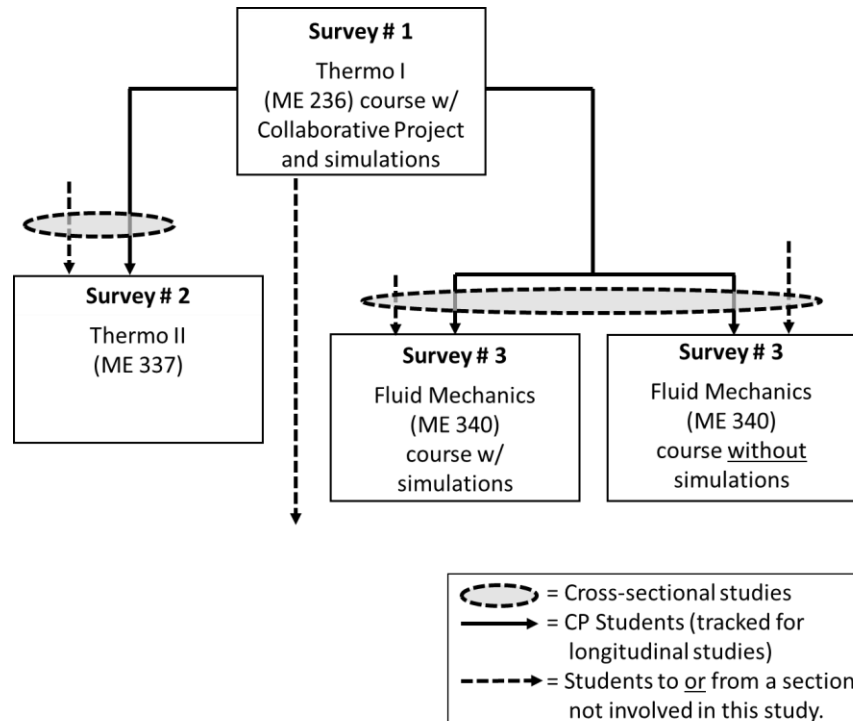 Survey # 1
Thermo I
(ME 236) course w/
Collaborative Project
and simulations
Survey # 2
Thermo II
(ME 337)
Survey # 3
Fluid Mechanics
(ME 340)
course w/
simulations
Survey # 3
Fluid Mechanics
(ME 340)
course without
simulations
= Cross-sectional studies
= CP Students (tracked for
longitudinal studies)
= Students to or from a section
not involved in this study.